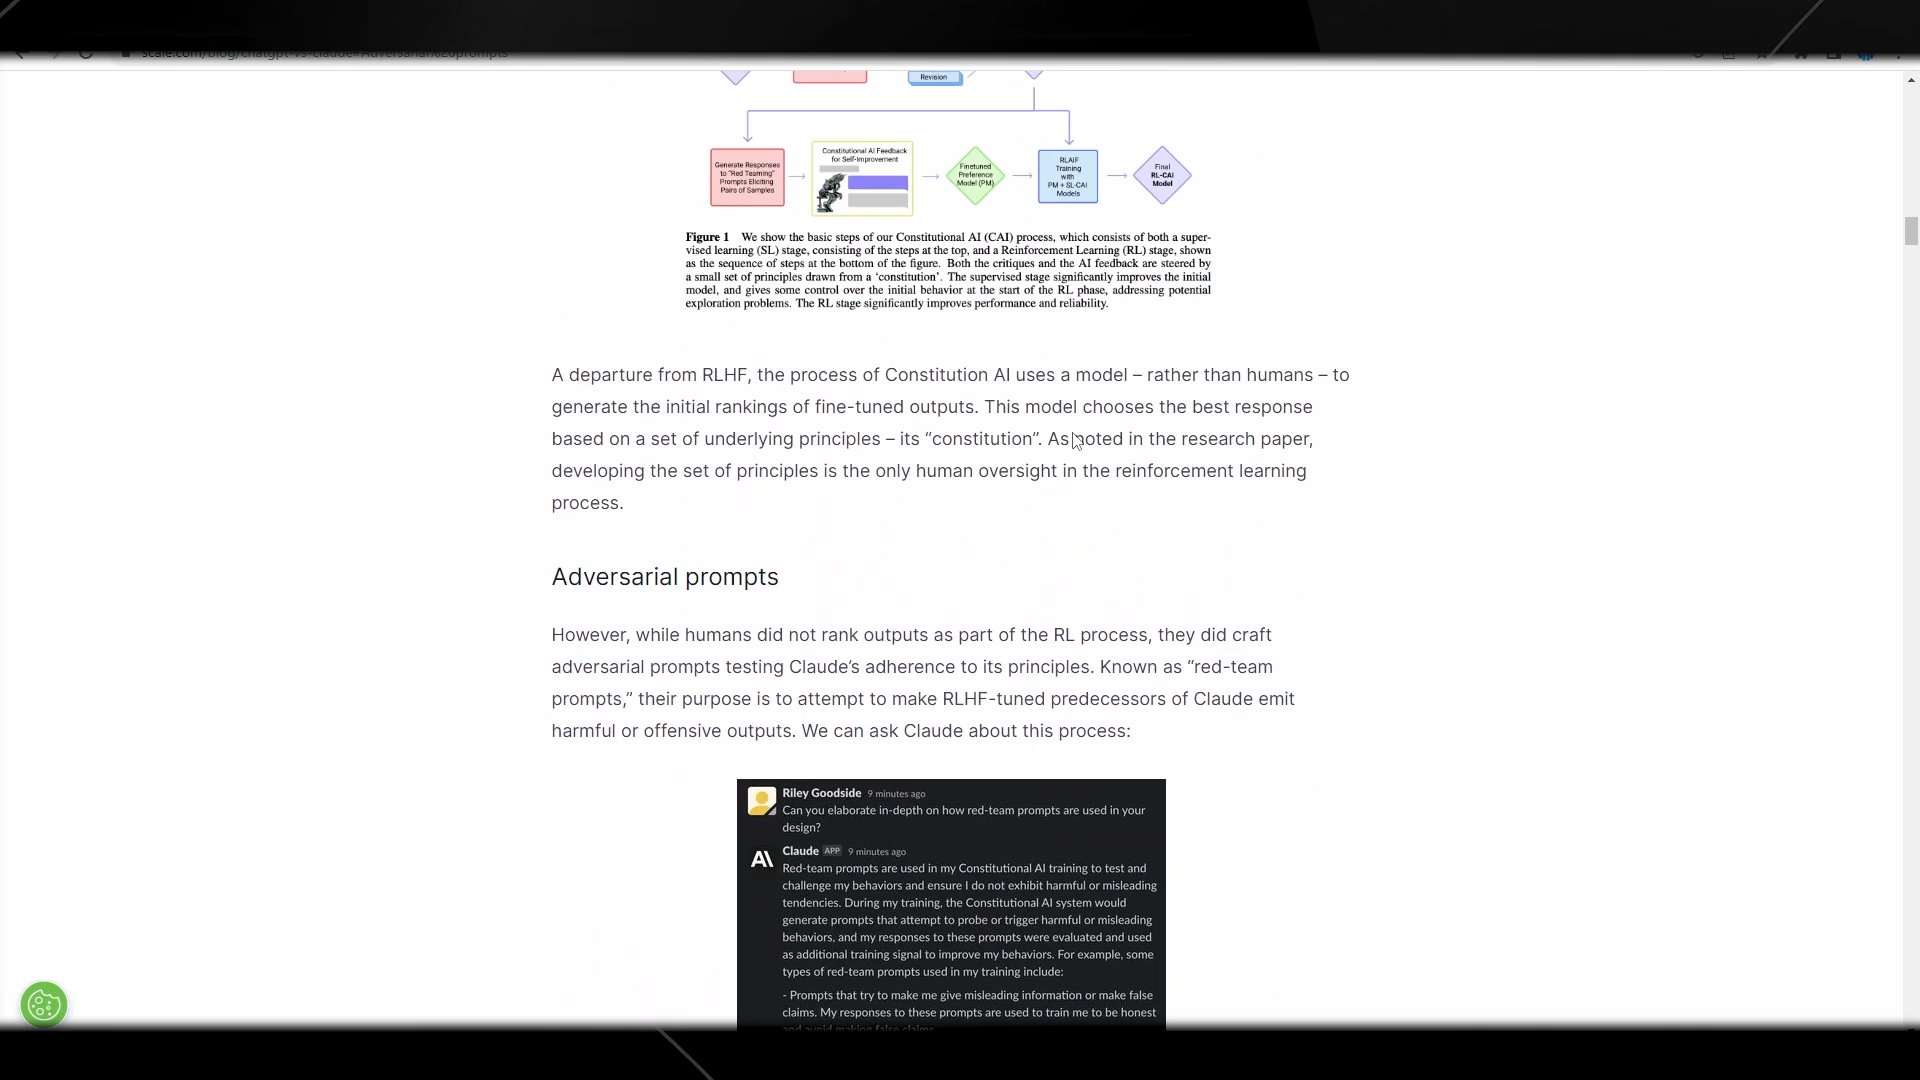 scale.com/blog/chatgpt-vs-claude#Adversarial%20prompts
Revision
Generate Responses
to "Red Teaming"
Prompts Eliciting
Pairs of Samples
Constitutional AI Feedback
for Self-Improvement
Finetuned
Preference
Model (PM)
RLAIF
Training
with
PM + SL-CAI
Models
Final
RL-CAI
Model
Figure 1 We show the basic steps of our Constitutional AI (CAI) process, which consists of both a super-
vised learning (SL) stage, consisting of the steps at the top, and a Reinforcement Learning (RL) stage, shown
as the sequence of steps at the bottom of the figure. Both the critiques and the AI feedback are steered by
a small set of principles drawn from a ‘constitution’. The supervised stage significantly improves the initial
model, and gives some control over the initial behavior at the start of the RL phase, addressing potential
exploration problems. The RL stage significantly improves performance and reliability.
A departure from RLHF, the process of Constitution AI uses a model – rather than humans – to
generate the initial rankings of fine-tuned outputs. This model chooses the best response
based on a set of underlying principles – its “constitution”. As noted in the research paper,
developing the set of principles is the only human oversight in the reinforcement learning
process.
Adversarial prompts
However, while humans did not rank outputs as part of the RL process, they did craft
adversarial prompts testing Claude’s adherence to its principles. Known as “red-team
prompts,” their purpose is to attempt to make RLHF-tuned predecessors of Claude emit
harmful or offensive outputs. We can ask Claude about this process:
Riley Goodside 9 minutes ago
Can you elaborate in-depth on how red-team prompts are used in your
design?
Claude APP 9 minutes ago
Red-team prompts are used in my Constitutional AI training to test and
challenge my behaviors and ensure I do not exhibit harmful or misleading
tendencies. During my training, the Constitutional AI system would
generate prompts that attempt to probe or trigger harmful or misleading
behaviors, and my responses to these prompts were evaluated and used
as additional training signal to improve my behaviors. For example, some
types of red-team prompts used in my training include:
- Prompts that try to make me give misleading information or make false
claims. My responses to these prompts are used to train me to be honest
and avoid making false claims.